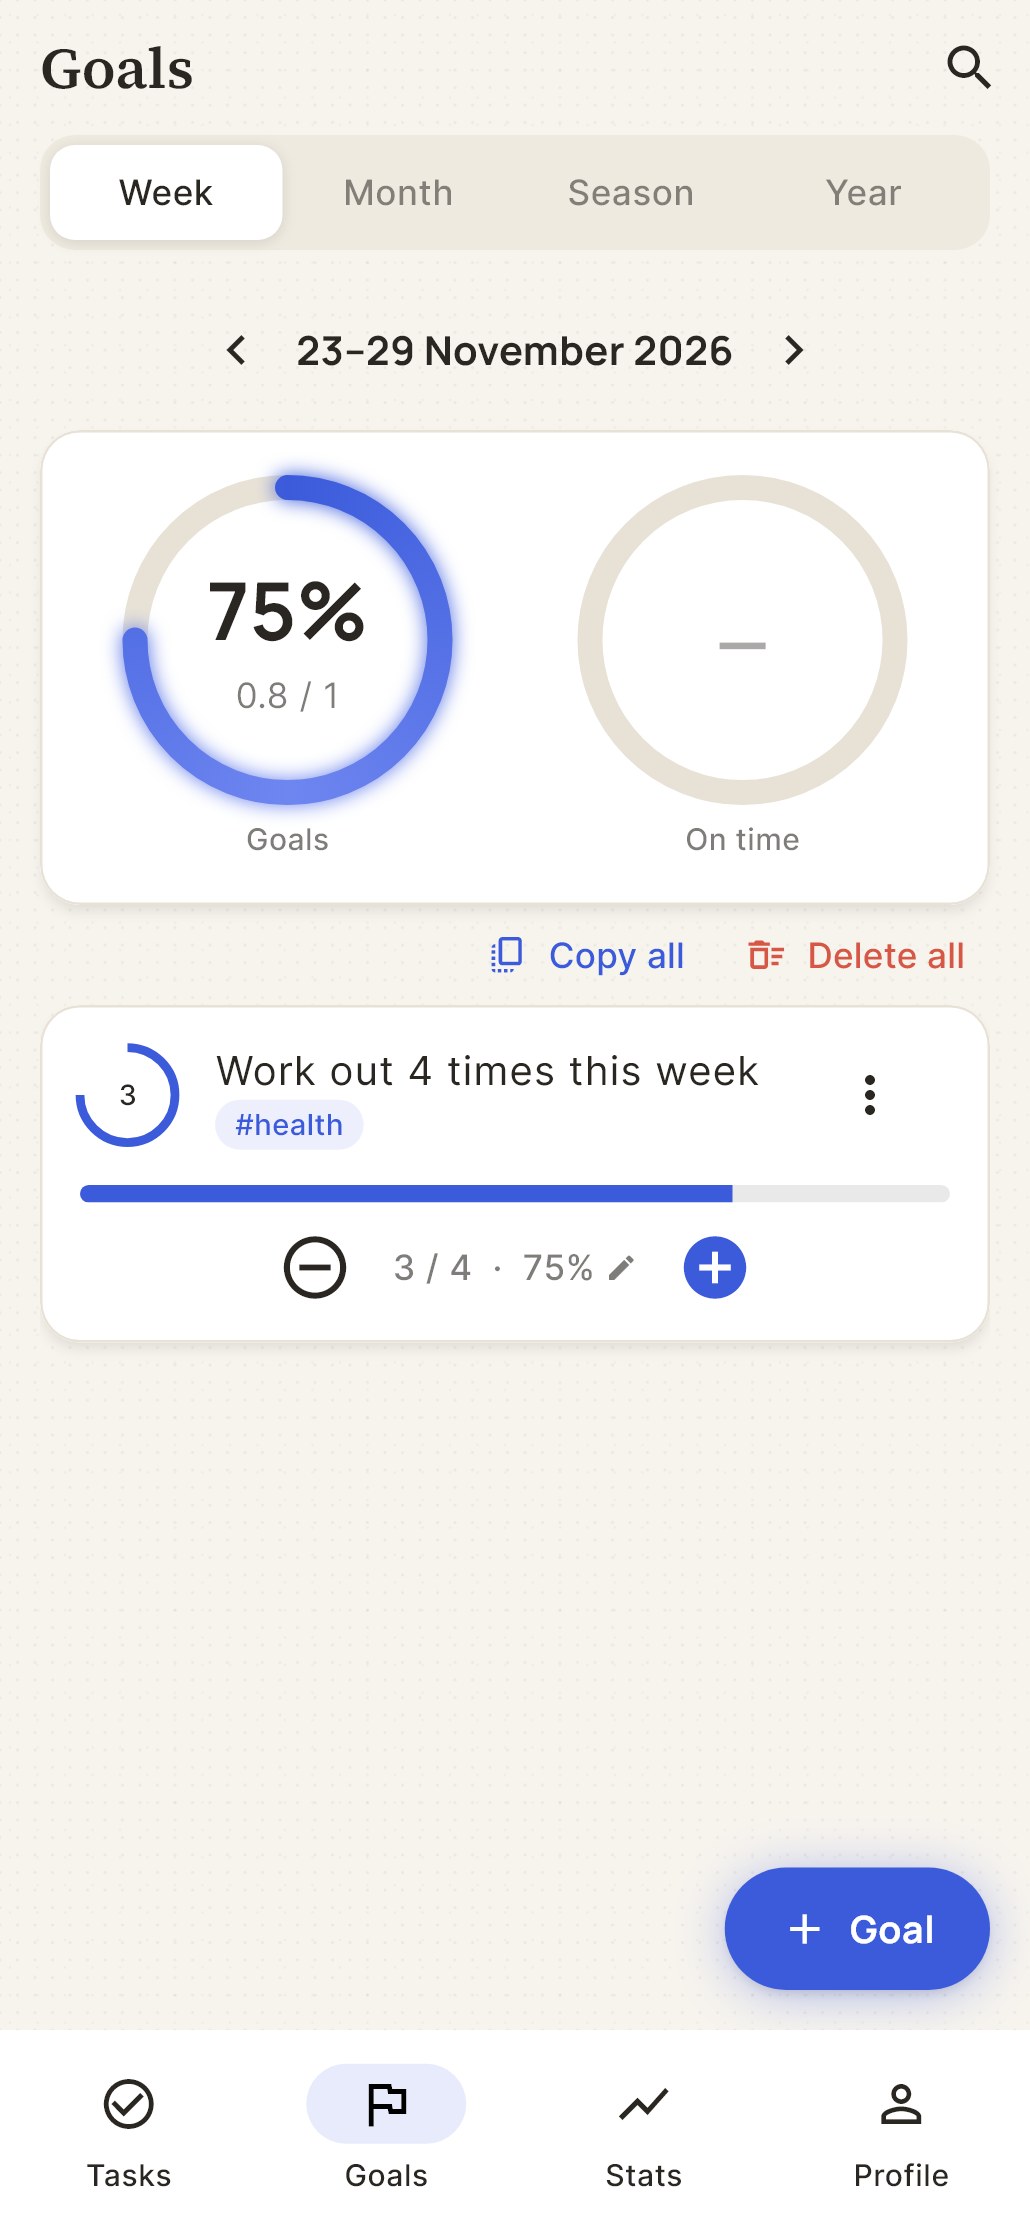 Goals
Week Month Season Year
23–29 November 2026
75%
0.8 / 1
Goals
–
On time
Copy all Delete all
3
Work out 4 times this week
#health
3 / 4 · 75%
+ Goal
Tasks Goals Stats Profile